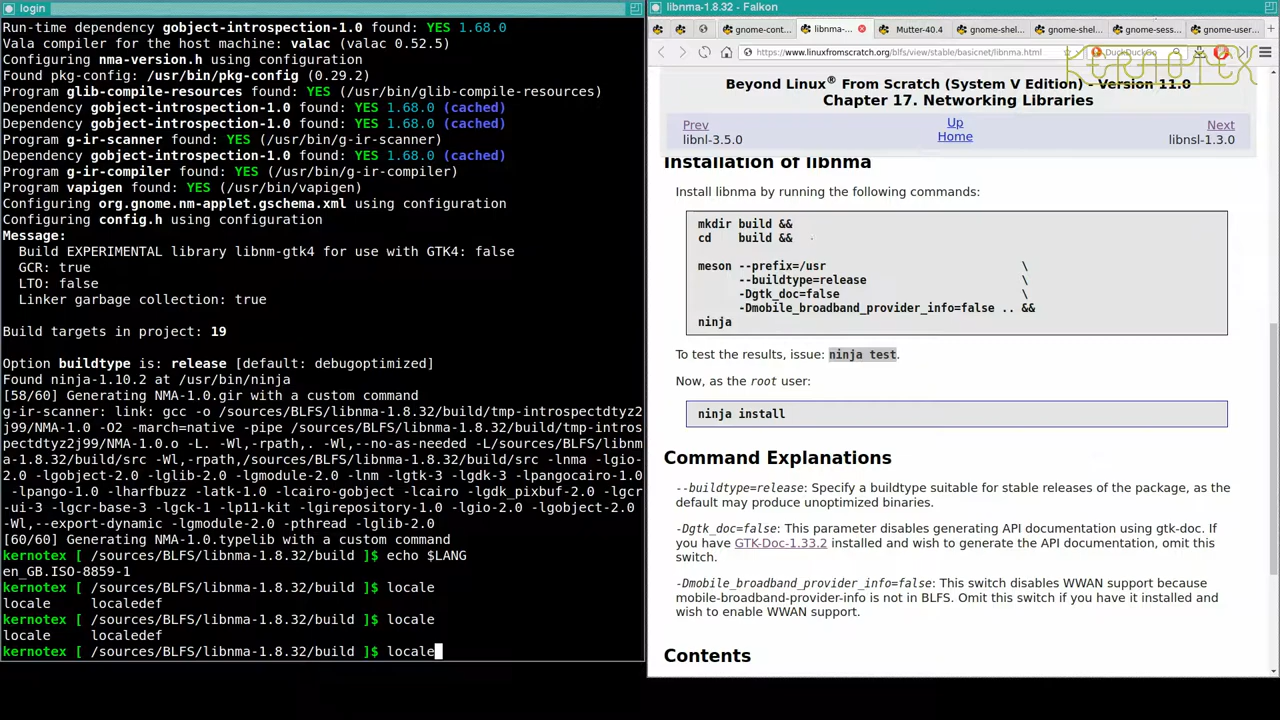 login
Run-time dependency gobject-introspection-1.0 found: YES 1.68.0
Vala compiler for the host machine: valac (valac 0.52.5)
Configuring nma-version.h using configuration
Found pkg-config: /usr/bin/pkg-config (0.29.2)
Program glib-compile-resources found: YES (/usr/bin/glib-compile-resources)
Dependency gobject-introspection-1.0 found: YES 1.68.0 (cached)
Dependency gobject-introspection-1.0 found: YES 1.68.0 (cached)
Program g-ir-scanner found: YES (/usr/bin/g-ir-scanner)
Dependency gobject-introspection-1.0 found: YES 1.68.0 (cached)
Program g-ir-compiler found: YES (/usr/bin/g-ir-compiler)
Program vapigen found: YES (/usr/bin/vapigen)
Configuring org.gnome.nm-applet.gschema.xml using configuration
Configuring config.h using configuration
Message:
Build EXPERIMENTAL library libnm-gtk4 for use with GTK4: false
GCR: true
LTO: false
Linker garbage collection: true
Build targets in project: 19
Option buildtype is: release [default: debugoptimized]
Found ninja-1.10.2 at /usr/bin/ninja
[58/60] Generating NMA-1.0.gir with a custom command
g-ir-scanner: link: gcc -o /sources/BLFS/libnma-1.8.32/build/tmp-introspectdtyz2
j99/NMA-1.0 -O2 -march=native -pipe /sources/BLFS/libnma-1.8.32/build/tmp-intros
pectdtyz2j99/NMA-1.0.o -L. -Wl,-rpath,. -Wl,--no-as-needed -L/sources/BLFS/libnm
a-1.8.32/build/src -Wl,-rpath,/sources/BLFS/libnma-1.8.32/build/src -lnma -lgio-
2.0 -lgobject-2.0 -lglib-2.0 -lgmodule-2.0 -lnm -lgtk-3 -lgdk-3 -lpangocairo-1.0
-lpango-1.0 -lharfbuzz -latk-1.0 -lcairo-gobject -lcairo -lgdk_pixbuf-2.0 -lgcr
-ui-3 -lgcr-base-3 -lgck-1 -lp11-kit -lgirepository-1.0 -lgio-2.0 -lgobject-2.0
-Wl,--export-dynamic -lgmodule-2.0 -pthread -lglib-2.0
[60/60] Generating NMA-1.0.typelib with a custom command
kernotex [ /sources/BLFS/libnma-1.8.32/build ]$ echo $LANG
en_GB.ISO-8859-1
kernotex [ /sources/BLFS/libnma-1.8.32/build ]$ locale
locale     localedef
kernotex [ /sources/BLFS/libnma-1.8.32/build ]$ locale
locale     localedef
kernotex [ /sources/BLFS/libnma-1.8.32/build ]$ locale
libnma-1.8.32 - Falkon
gnome-cont... libnma-... Mutter-40.4 gnome-shel... gnome-shel... gnome-sess... gnome-user...
https://www.linuxfromscratch.org/blfs/view/stable/basicnet/libnma.html DuckDuckGo
KERNOTEX
Beyond Linux® From Scratch (System V Edition) - Version 11.0
Chapter 17. Networking Libraries
Prev Up Next
libnl-3.5.0 Home libnsl-1.3.0
Installation of libnma
Install libnma by running the following commands:
mkdir build &&
cd    build &&
meson --prefix=/usr \
--buildtype=release \
-Dgtk_doc=false \
-Dmobile_broadband_provider_info=false .. &&
ninja
To test the results, issue: ninja test.
Now, as the root user:
ninja install
Command Explanations
--buildtype=release: Specify a buildtype suitable for stable releases of the package, as the
default may produce unoptimized binaries.
-Dgtk_doc=false: This parameter disables generating API documentation using gtk-doc. If
you have GTK-Doc-1.33.2 installed and wish to generate the API documentation, omit this
switch.
-Dmobile_broadband_provider_info=false: This switch disables WWAN support because
mobile-broadband-provider-info is not in BLFS. Omit this switch if you have it installed and
wish to enable WWAN support.
Contents